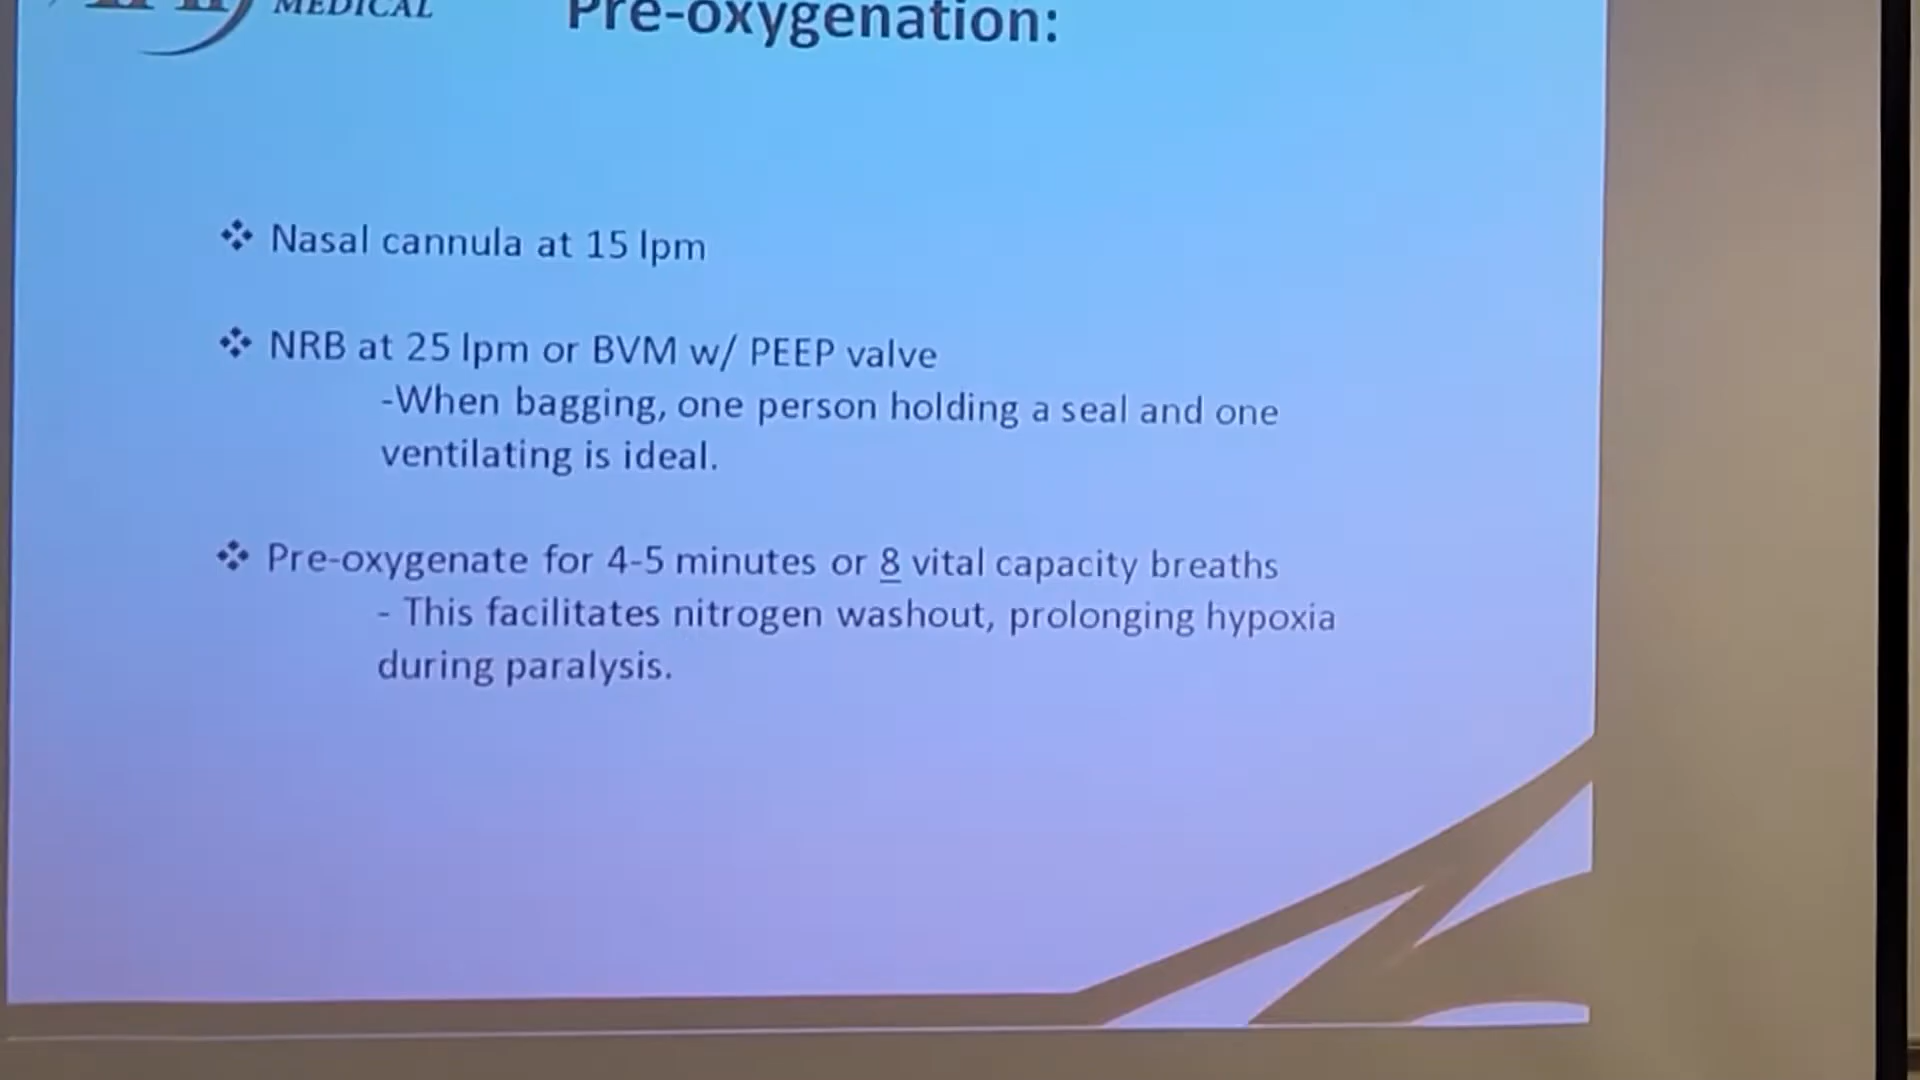 MEDICAL
Pre-oxygenation:
Nasal cannula at 15 lpm
NRB at 25 lpm or BVM w/ PEEP valve
-When bagging, one person holding a seal and one
ventilating is ideal.
Pre-oxygenate for 4-5 minutes or 8 vital capacity breaths
- This facilitates nitrogen washout, prolonging hypoxia
during paralysis.